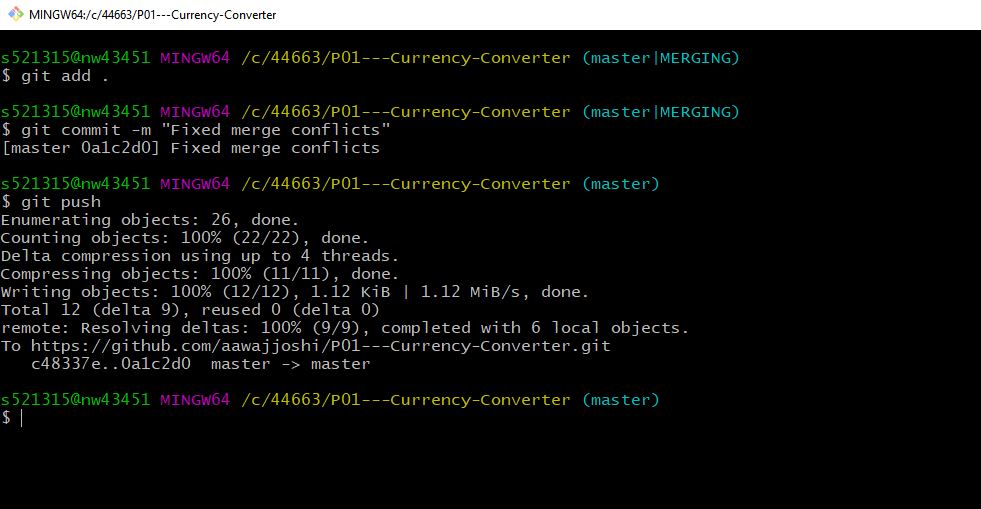 MINGW64:/c/44663/P01---Currency-Converter
s521315@nw43451 MINGW64 /c/44663/P01---Currency-Converter (master|MERGING)
$ git add .
s521315@nw43451 MINGW64 /c/44663/P01---Currency-Converter (master|MERGING)
$ git commit -m "Fixed merge conflicts"
[master 0a1c2d0] Fixed merge conflicts
s521315@nw43451 MINGW64 /c/44663/P01---Currency-Converter (master)
$ git push
Enumerating objects: 26, done.
Counting objects: 100% (22/22), done.
Delta compression using up to 4 threads.
Compressing objects: 100% (11/11), done.
Writing objects: 100% (12/12), 1.12 KiB | 1.12 MiB/s, done.
Total 12 (delta 9), reused 0 (delta 0)
remote: Resolving deltas: 100% (9/9), completed with 6 local objects.
To https://github.com/aawajjoshi/P01---Currency-Converter.git
   c48337e..0a1c2d0  master -> master
s521315@nw43451 MINGW64 /c/44663/P01---Currency-Converter (master)
$